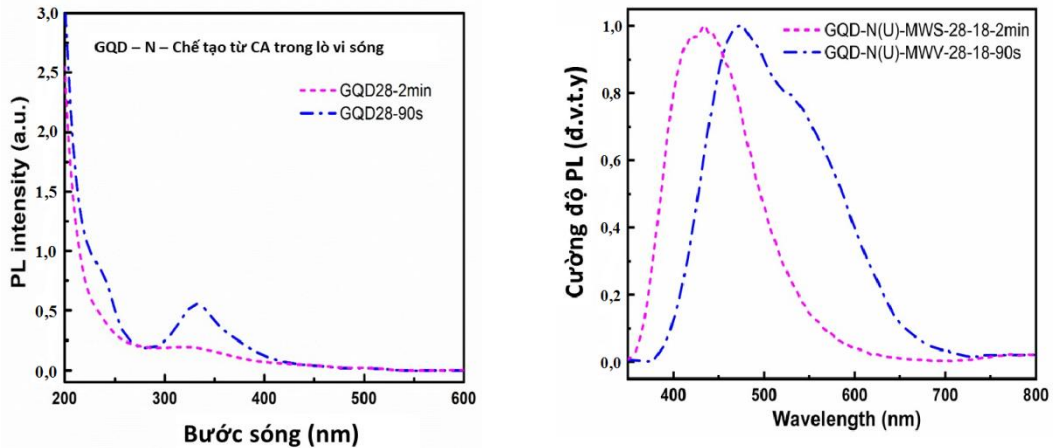 3,0
2,5
2,0
1,5
1,0
0,5
0,0
PL intensity (a.u.)
GQD – N – Chế tạo từ CA trong lò vi sóng
GQD28-2min
GQD28-90s
200 300 400 500 600
Bước sóng (nm)
1,0
0,8
0,6
0,4
0,2
0,0
Cường độ PL (đ.v.t.y)
GQD-N(U)-MWS-28-18-2min
GQD-N(U)-MWV-28-18-90s
400 500 600 700 800
Wavelength (nm)